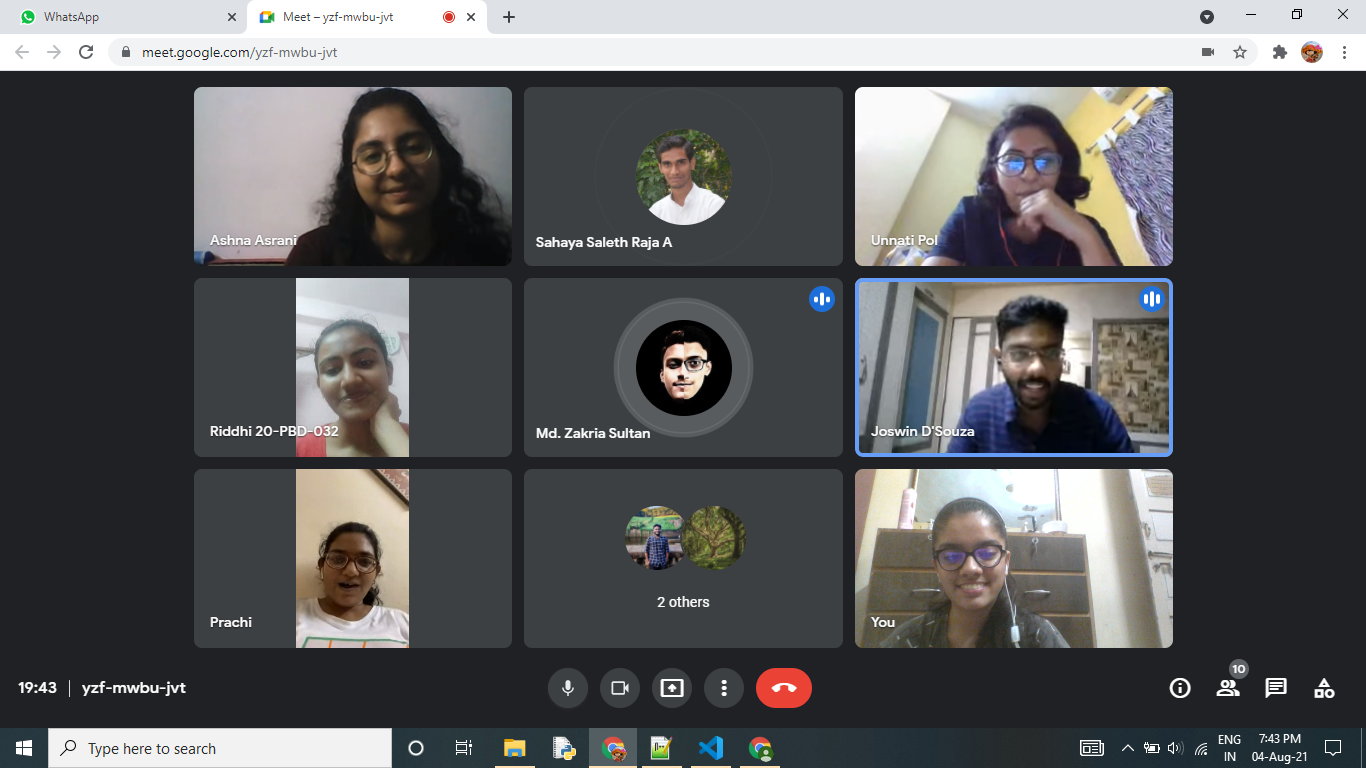 WhatsApp
Meet – yzf-mwbu-jvt
meet.google.com/yzf-mwbu-jvt
Ashna Asrani
Sahaya Saleth Raja A
Unnati Pol
Riddhi 20-PBD-032
Md. Zakria Sultan
Joswin D'Souza
Prachi
2 others
You
19:43 | yzf-mwbu-jvt
10
Type here to search
ENG
IN
7:43 PM
04-Aug-21